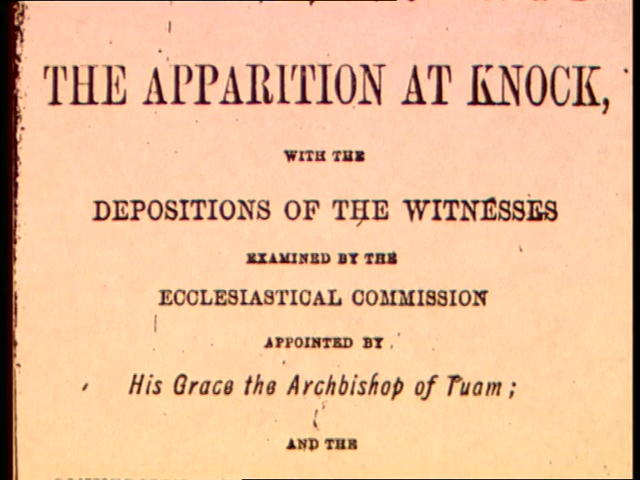 THE APPARITION AT KNOCK,
WITH THE
DEPOSITIONS OF THE WITNESSES
EXAMINED BY THE
ECCLESIASTICAL COMMISSION
APPOINTED BY
His Grace the Archbishop of Tuam;
AND THE